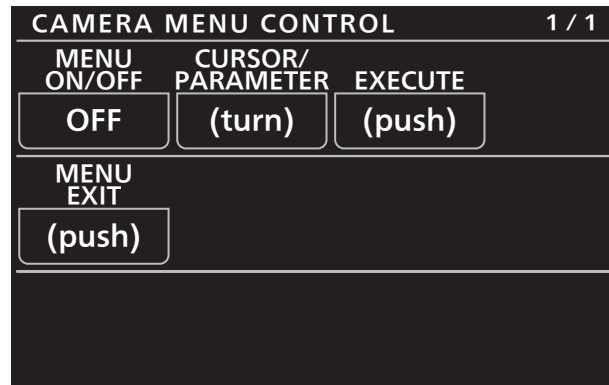 CAMERA MENU CONTROL 1 / 1
MENU ON/OFF
CURSOR/ PARAMETER
EXECUTE
OFF
(turn)
(push)
MENU
EXIT
(push)